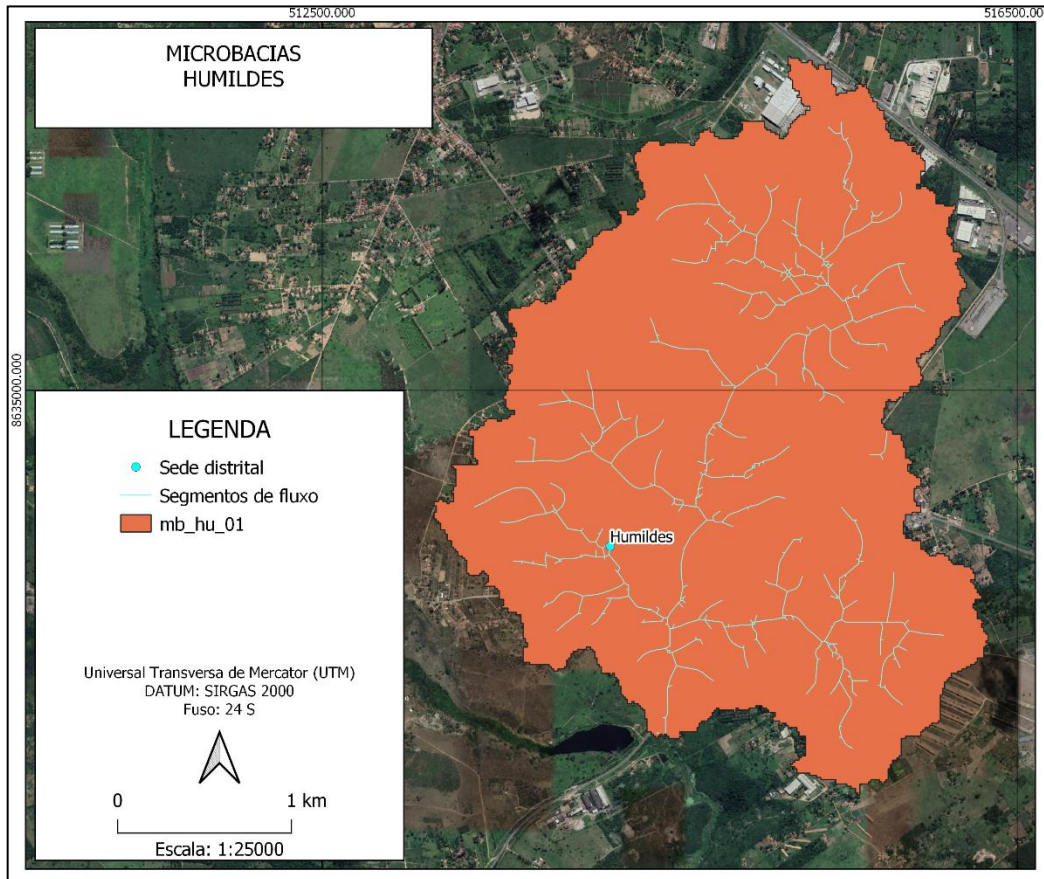 512500.000
516500.000
MICROBACIAS
HUMILDES
8635000.000
LEGENDA
Sede distrital
Segmentos de fluxo
mb_hu_01
Humildes
Universal Transversa de Mercator (UTM)
DATUM: SIRGAS 2000
Fuso: 24 S
0 1 km
Escala: 1:25000